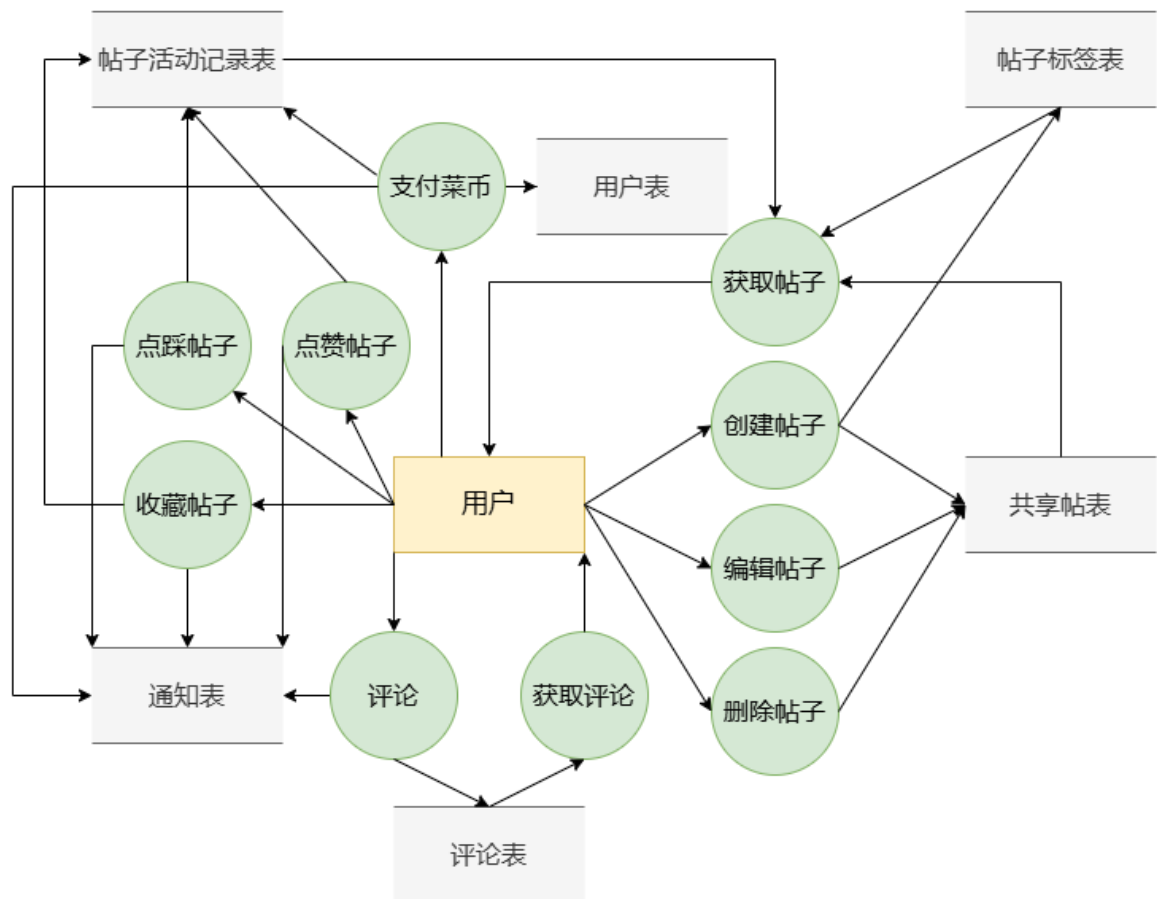 帖子活动记录表
帖子标签表
支付菜币
用户表
获取帖子
点踩帖子
点赞帖子
创建帖子
收藏帖子
用户
共享帖表
编辑帖子
通知表
评论
获取评论
删除帖子
评论表